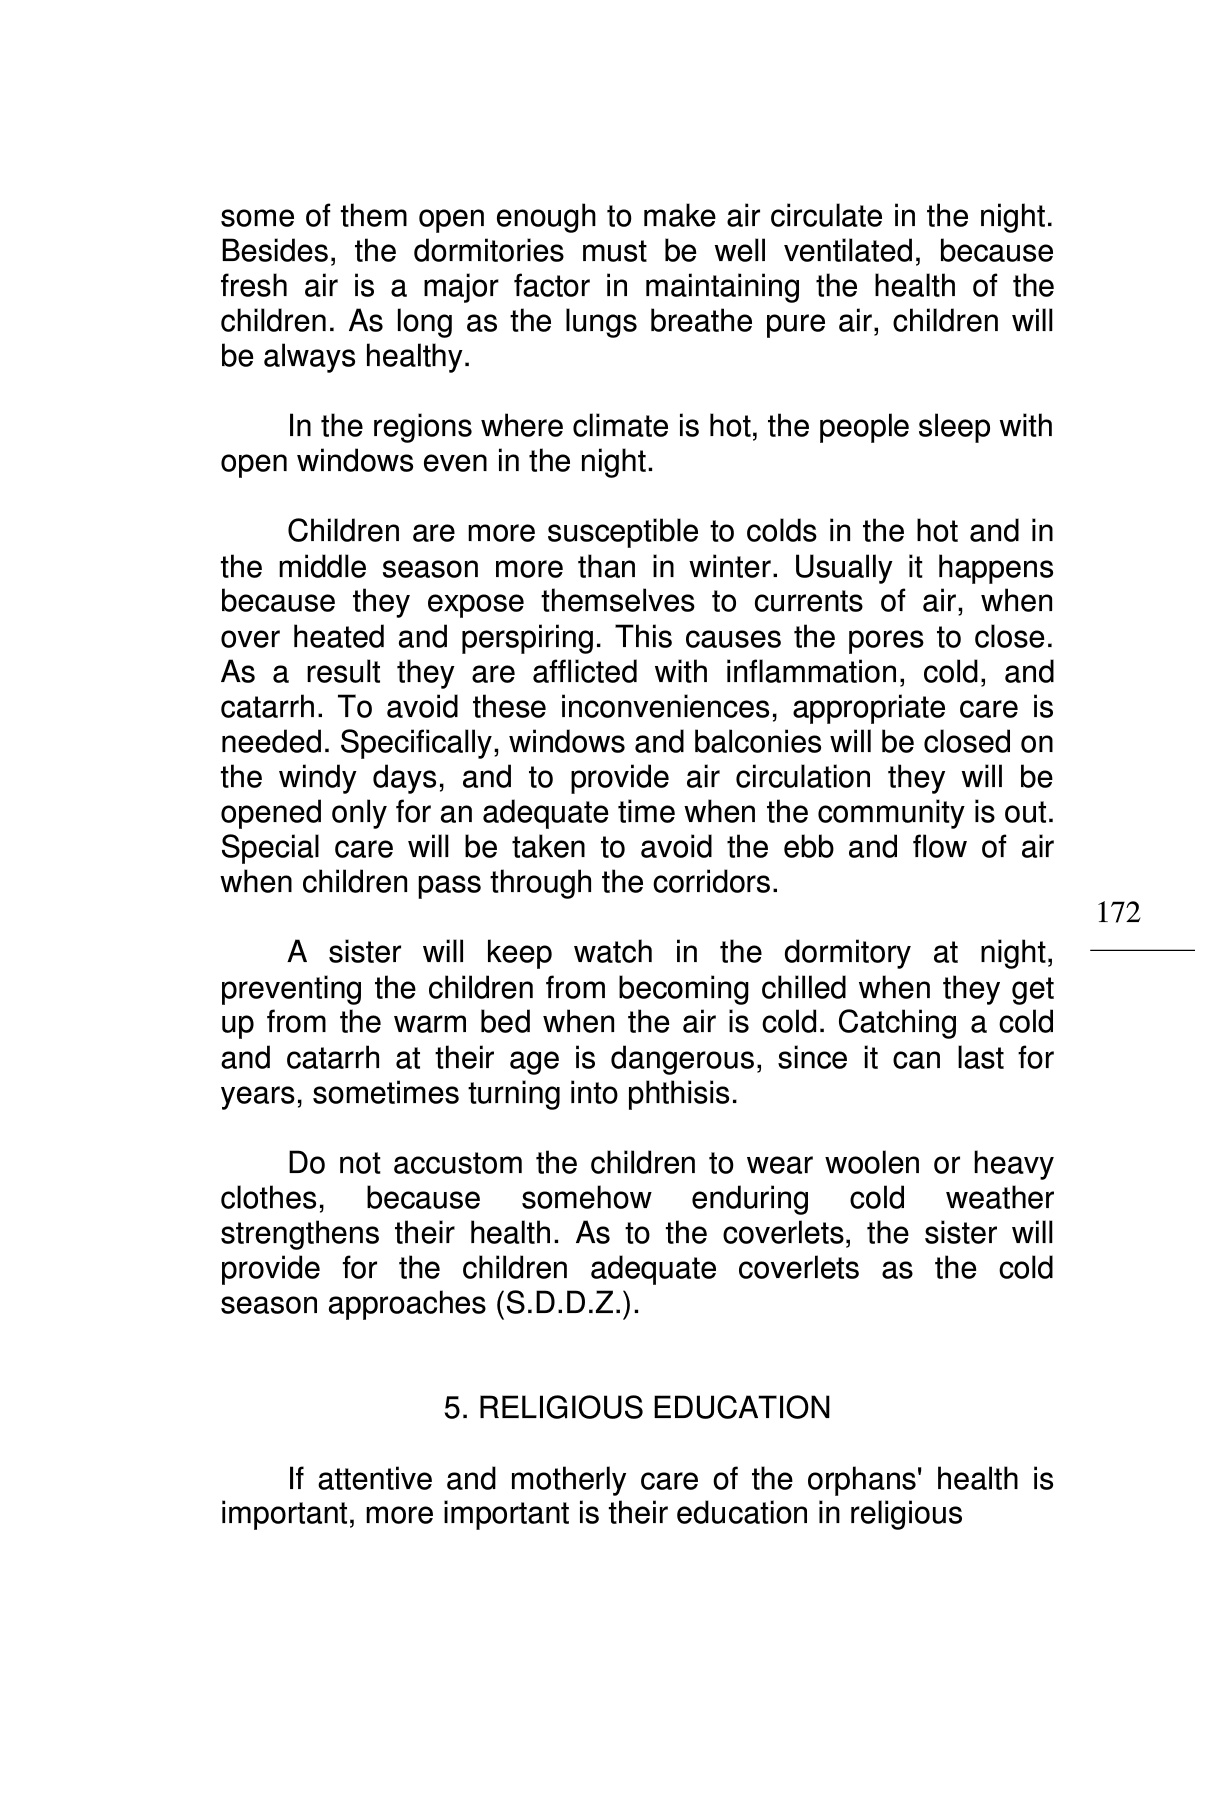 some of them open enough to make air circulate in the night.
Besides, the dormitories must be well ventilated, because
fresh air is a major factor in maintaining the health of the
children. As long as the lungs breathe pure air, children will
be always healthy.
In the regions where climate is hot, the people sleep with
open windows even in the night.
Children are more susceptible to colds in the hot and in
the middle season more than in winter. Usually it happens
because they expose themselves to currents of air, when
over heated and perspiring. This causes the pores to close.
As a result they are afflicted with inflammation, cold, and
catarrh. To avoid these inconveniences, appropriate care is
needed. Specifically, windows and balconies will be closed on
the windy days, and to provide air circulation they will be
opened only for an adequate time when the community is out.
Special care will be taken to avoid the ebb and flow of air
when children pass through the corridors.
172
A sister will keep watch in the dormitory at night,
preventing the children from becoming chilled when they get
up from the warm bed when the air is cold. Catching a cold
and catarrh at their age is dangerous, since it can last for
years, sometimes turning into phthisis.
Do not accustom the children to wear woolen or heavy
clothes, because somehow enduring cold weather
strengthens their health. As to the coverlets, the sister will
provide for the children adequate coverlets as the cold
season approaches (S.D.D.Z.).
5. RELIGIOUS EDUCATION
If attentive and motherly care of the orphans' health is
important, more important is their education in religious